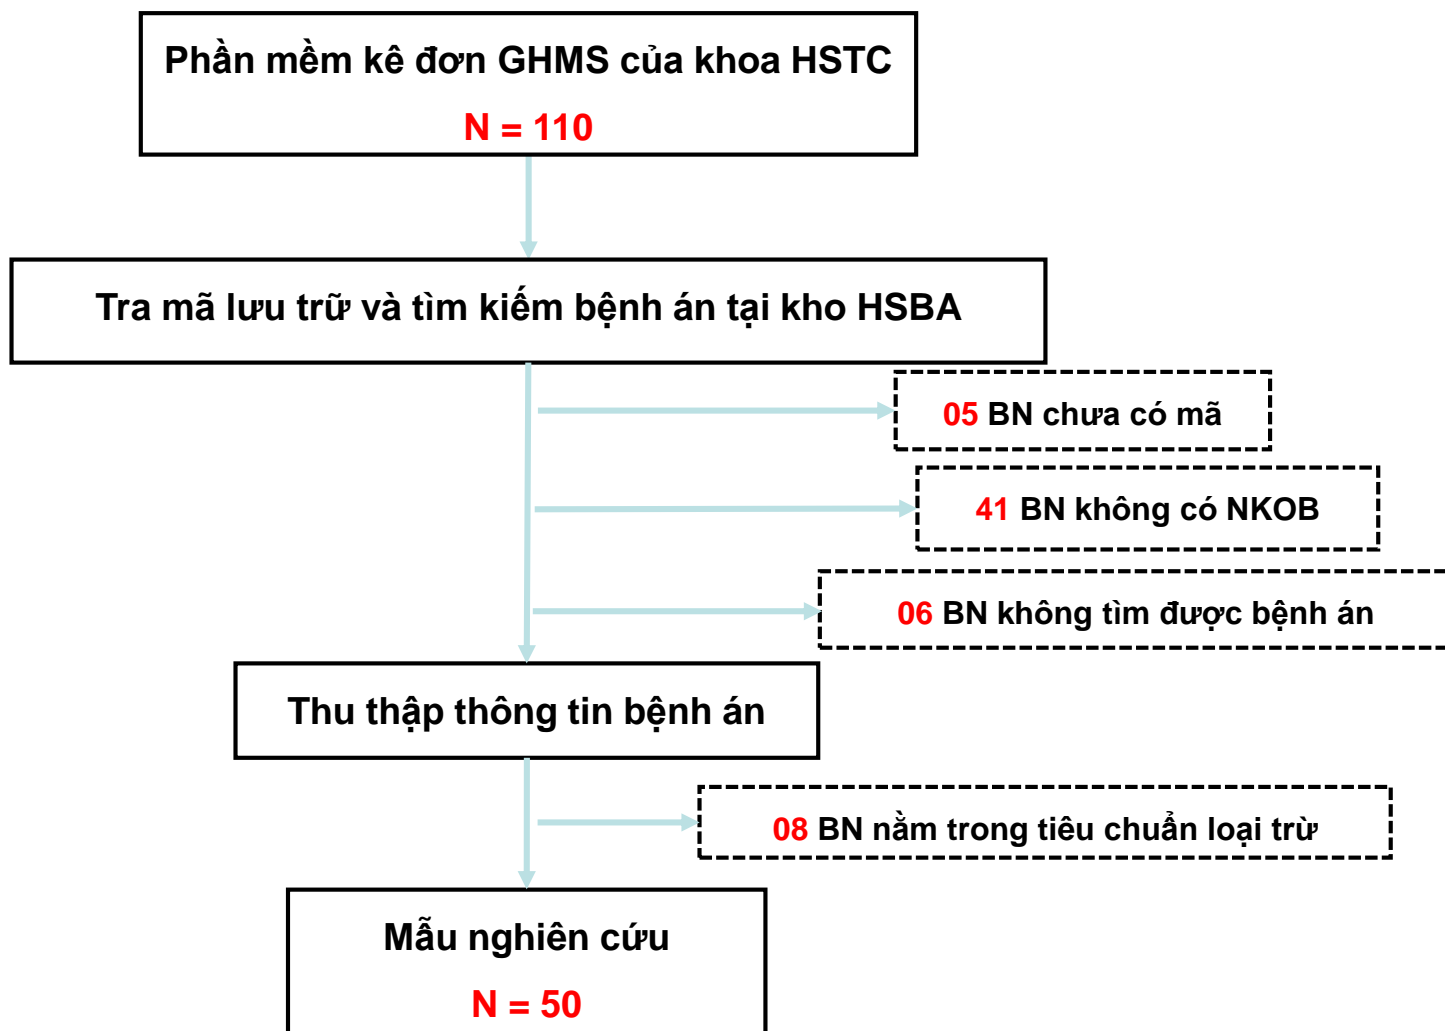 Phần mềm kê đơn GHMS của khoa HSTC
N = 110
Tra mã lưu trữ và tìm kiếm bệnh án tại kho HSBA
05 BN chưa có mã
41 BN không có NKOB
06 BN không tìm được bệnh án
Thu thập thông tin bệnh án
08 BN nằm trong tiêu chuẩn loại trừ
Mẫu nghiên cứu
N = 50